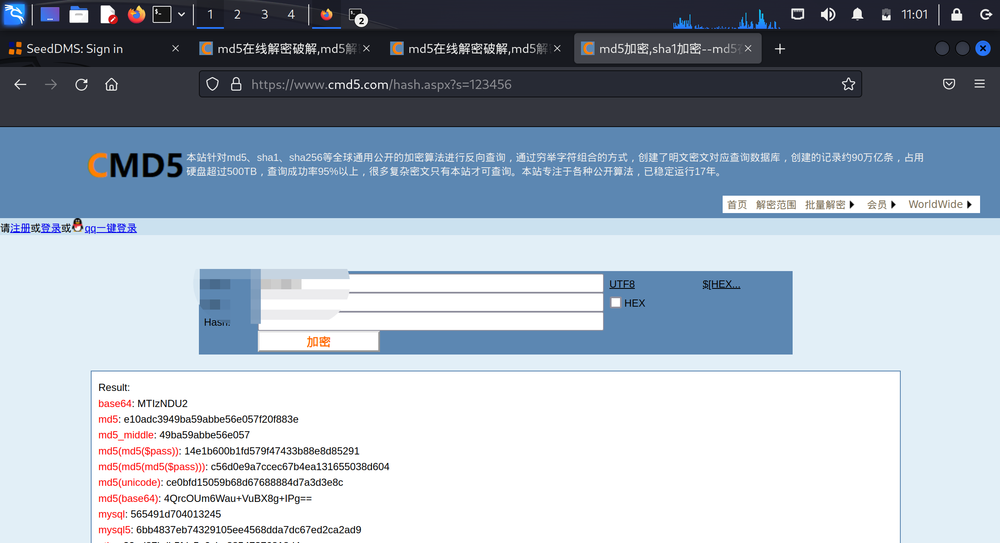 1 2 3 4 2 11:01
SeedDMS: Sign in
md5在线解密破解,md5解
md5在线解密破解,md5解
md5加密,sha1加密--md5
https://www.cmd5.com/hash.aspx?s=123456
CMD5
本站针对md5、sha1、sha256等全球通用公开的加密算法进行反向查询，通过穷举字符组合的方式，创建了明文密文对应查询数据库，创建的记录约90万亿条，占用
硬盘超过500TB，查询成功率95%以上，很多复杂密文只有本站才可查询。本站专注于各种公开算法，已稳定运行17年。
首页 解密范围 批量解密 会员 WorldWide
请注册或登录或qq一键登录
UTF8 $[HEX...
HEX
Hash:
加密
Result:
base64: MTIzNDU2
md5: e10adc3949ba59abbe56e057f20f883e
md5_middle: 49ba59abbe56e057
md5(md5($pass)): 14e1b600b1fd579f47433b88e8d85291
md5(md5(md5($pass))): c56d0e9a7ccec67b4ea131655038d604
md5(unicode): ce0bfd15059b68d67688884d7a3d3e8c
md5(base64): 4QrcOUm6Wau+VuBX8g+IPg==
mysql: 565491d704013245
mysql5: 6bb4837eb74329105ee4568dda7dc67ed2ca2ad9